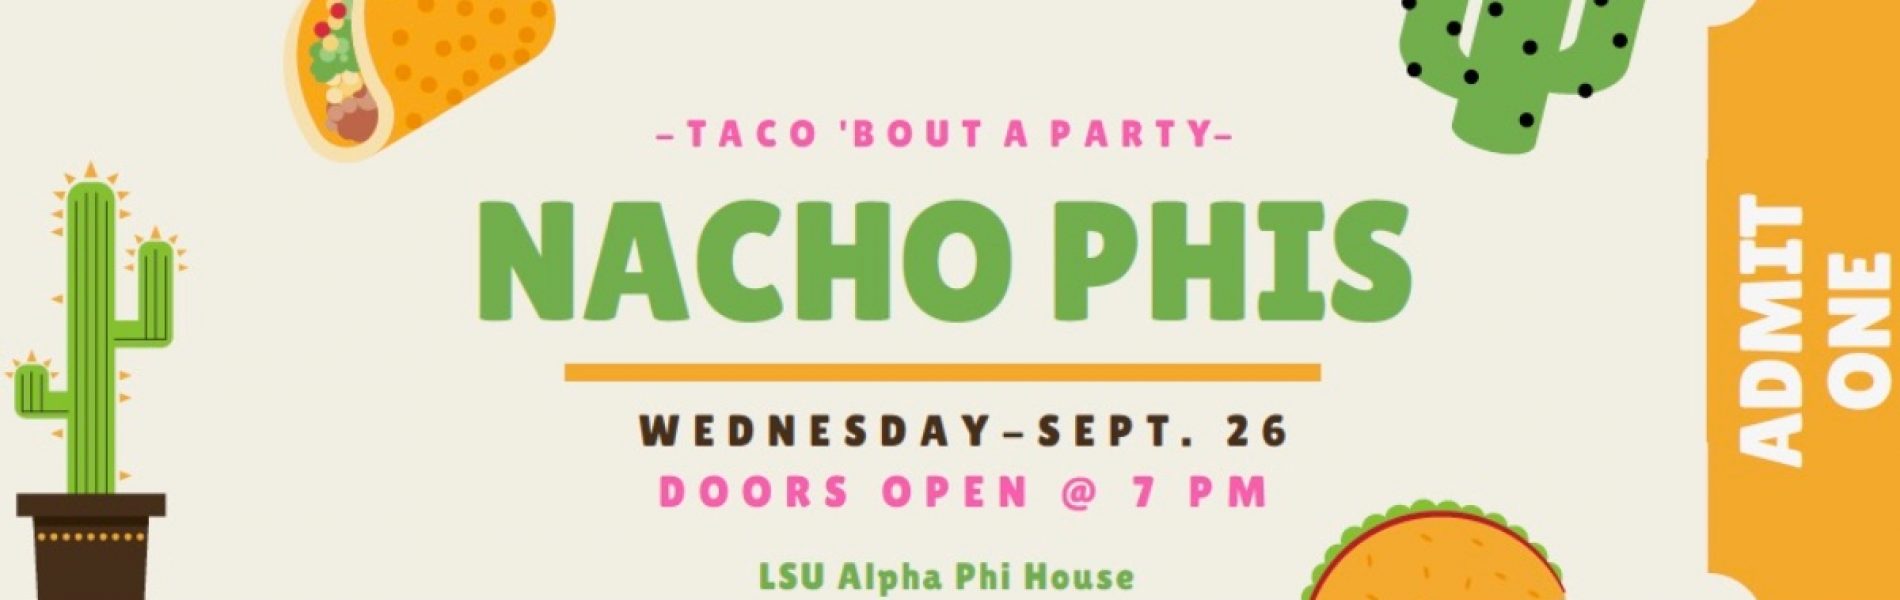 –TACO 'BOUT A PARTY–
NACHO PHIS
WEDNESDAY–SEPT. 26
DOORS OPEN @ 7 PM
LSU Alpha Phi House
ADMIT
ONE